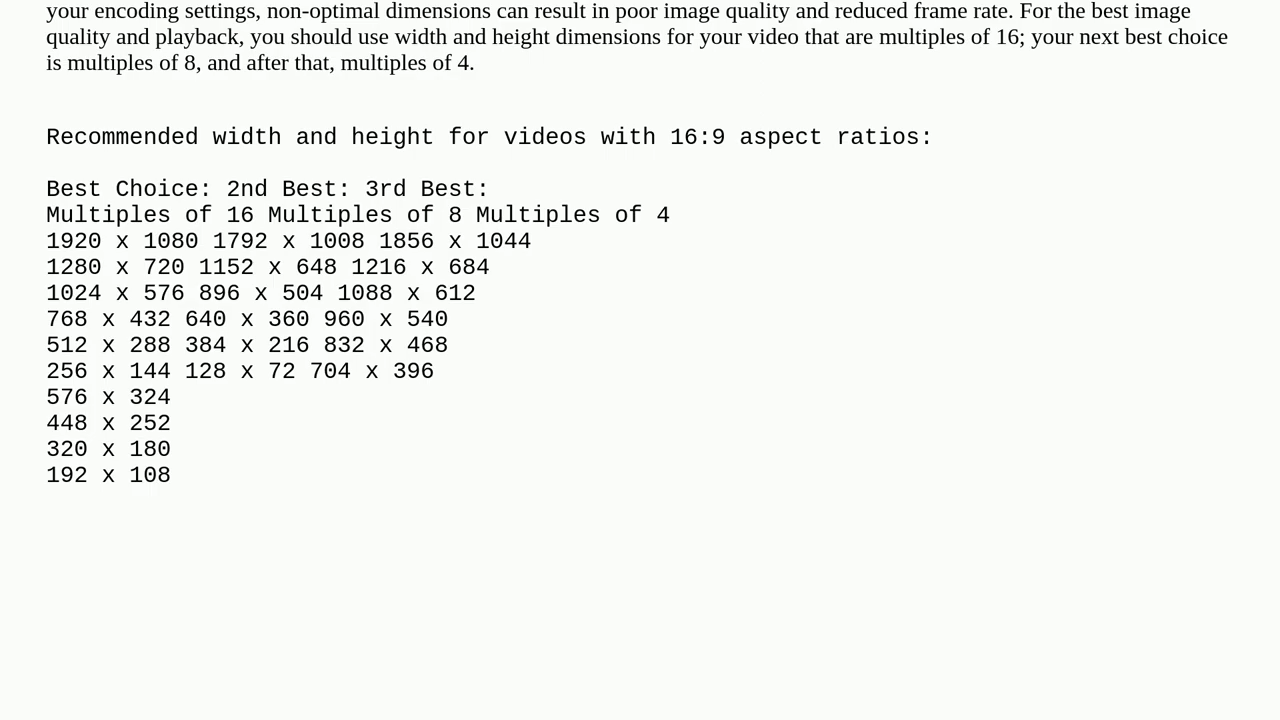 your encoding settings, non-optimal dimensions can result in poor image quality and reduced frame rate. For the best image
quality and playback, you should use width and height dimensions for your video that are multiples of 16; your next best choice
is multiples of 8, and after that, multiples of 4.
Recommended width and height for videos with 16:9 aspect ratios:
Best Choice: 2nd Best: 3rd Best:
Multiples of 16 Multiples of 8 Multiples of 4
1920 x 1080 1792 x 1008 1856 x 1044
1280 x 720 1152 x 648 1216 x 684
1024 x 576 896 x 504 1088 x 612
768 x 432 640 x 360 960 x 540
512 x 288 384 x 216 832 x 468
256 x 144 128 x 72 704 x 396
576 x 324
448 x 252
320 x 180
192 x 108